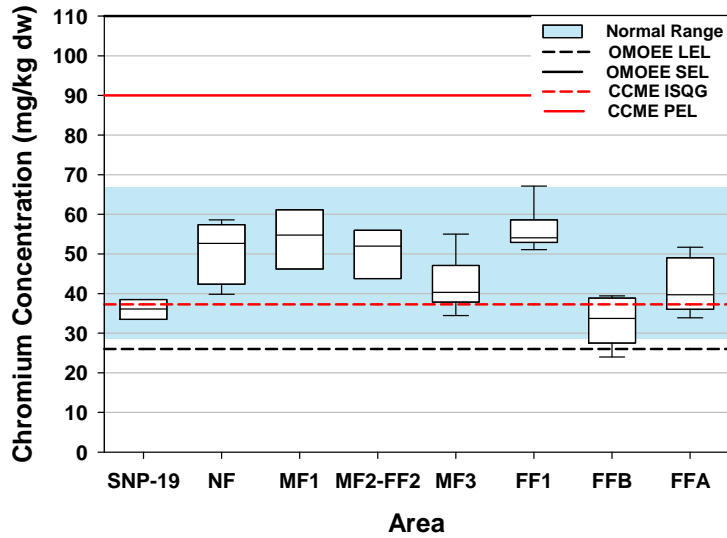 Chromium Concentration (mg/kg dw)
110
100
90
80
70
60
50
40
30
20
10
0
Normal Range
OMOEE LEL
OMOEE SEL
CCME ISQG
CCME PEL
SNP-19 NF MF1 MF2-FF2 MF3 FF1 FFB FFA
Area